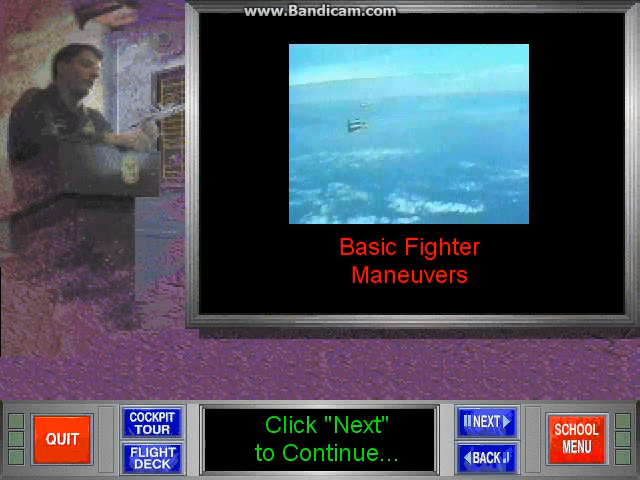 www.Bandicam.com
Basic Fighter
Maneuvers
QUIT
COCKPIT
TOUR
FLIGHT
DECK
Click "Next"
to Continue...
NEXT
BACK
SCHOOL
MENU